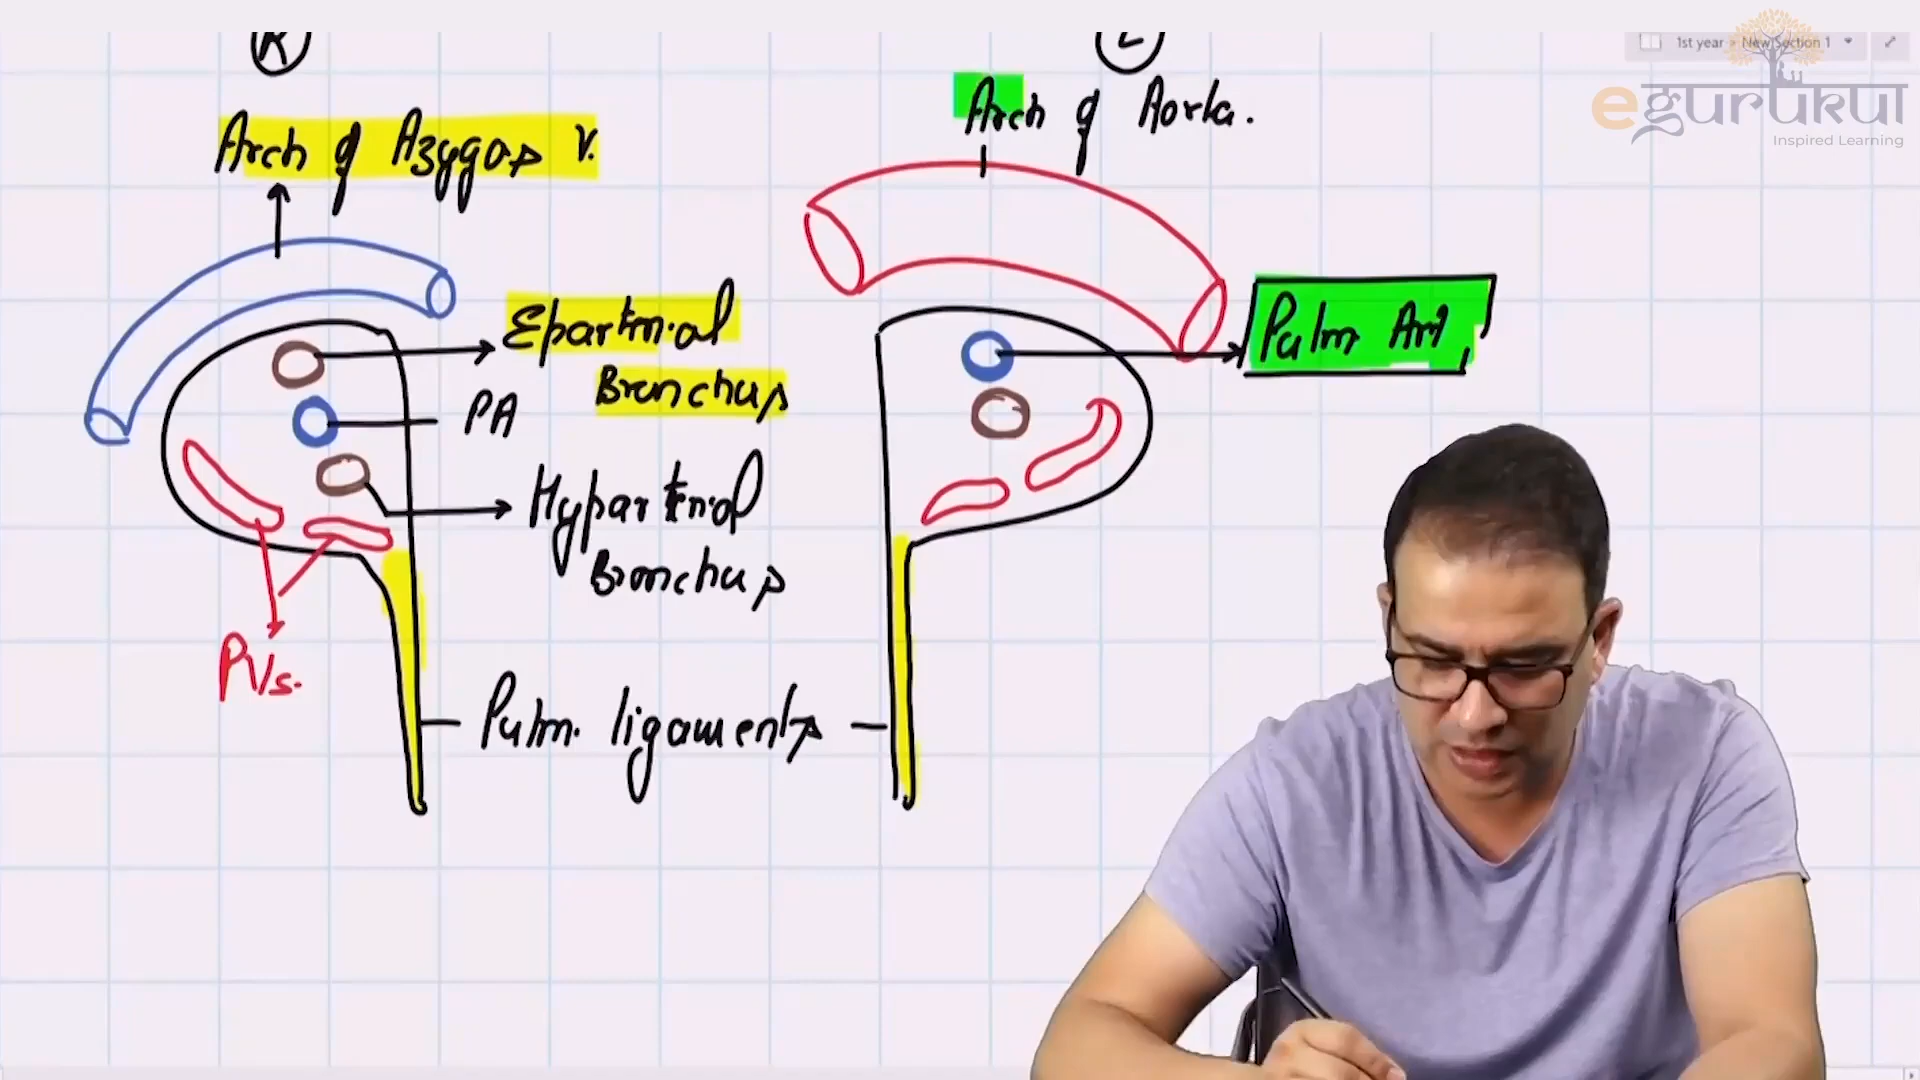 R
L
1st year > New Section 1
egurukul
Inspired Learning
Arch of Azygos V.
Arch of Aorta.
Eparterial
Bronchus
PA
Hyparterial
Bronchus
Pulm Art
PVs.
Pulm. ligaments